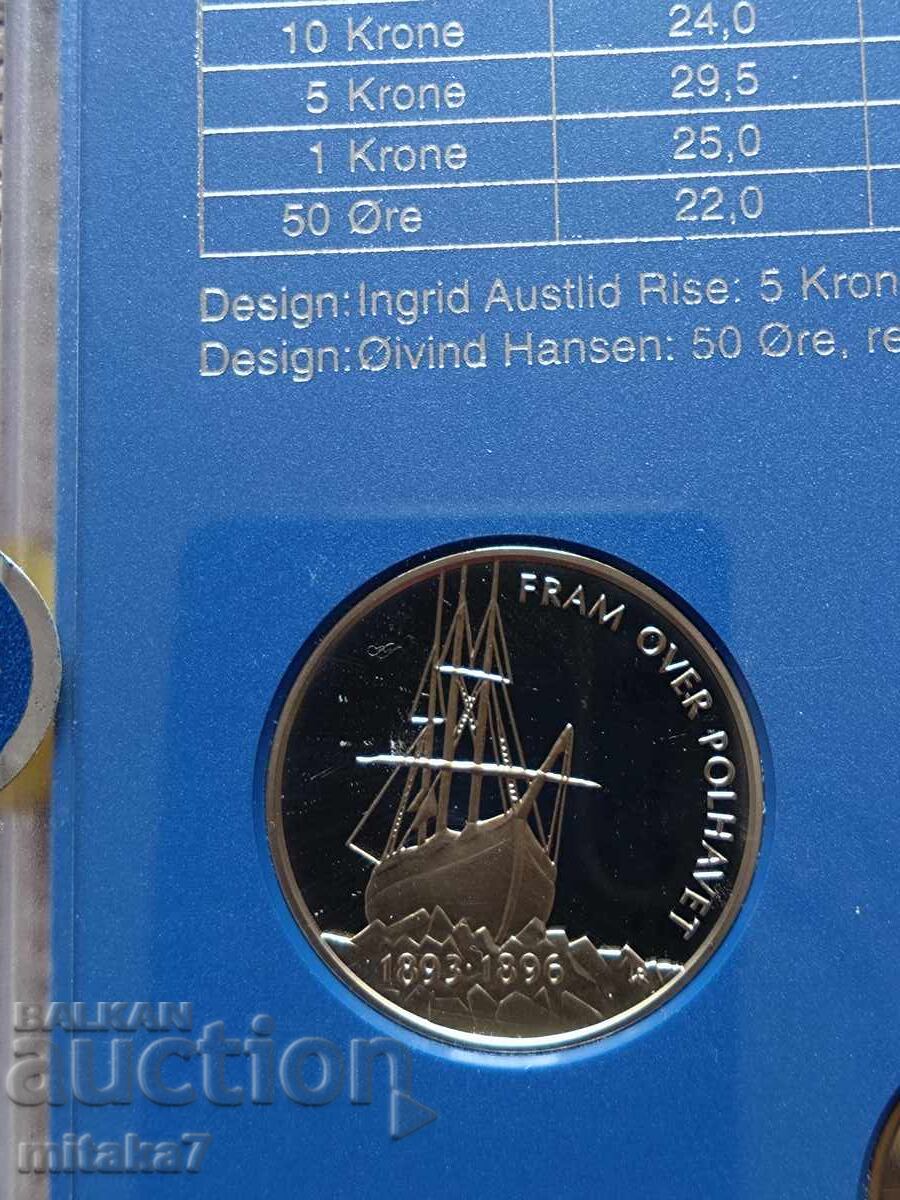 10 Krone 24,0
5 Krone 29,5
1 Krone 25,0
50 Øre 22,0
Design: Ingrid Austlid Rise: 5 Kron
Design: Øivind Hansen: 50 Øre, re
FRAM OVER POLHAVET
1893·1896
BALKAN
auction
mitaka7